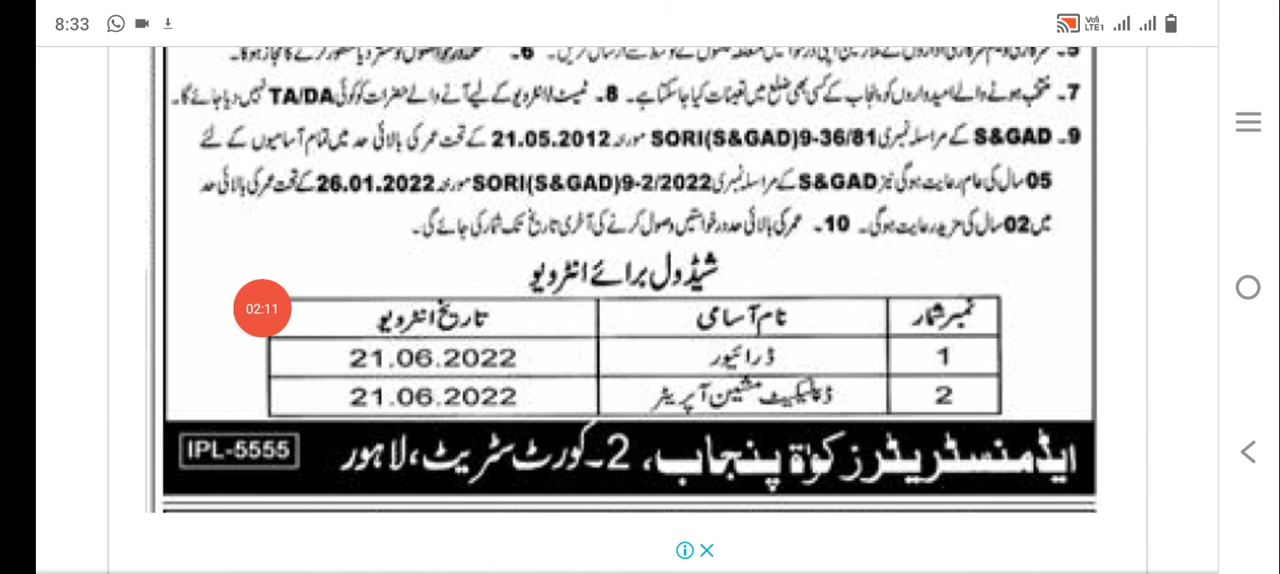 8:33
Vo) LTE1
7۔ منتخب ہونے والے امیدواروں کو پنجاب کے کسی بھی ضلع میں تعینات کیا جا سکتا ہے۔ 8۔ ٹیسٹ/انٹرویو کے لیے آنے والے حضرات کو کوئی TA/DA نہیں دیا جائے گا۔
9۔ S&GAD کے مراسلہ نمبری SORI(S&GAD)9-36/81 مورخہ 21.05.2012 کے تحت عمر کی بالائی حد میں تمام آسامیوں کے لئے
05 سال کی عام رعایت ہوگی نیز S&GAD کے مراسلہ نمبری SORI(S&GAD)9-2/2022 مورخہ 26.01.2022 کے تحت عمر کی بالائی حد
میں 02 سال کی مزید رعایت ہوگی۔ 10۔ عمر کی بالائی حد درخواستیں وصول کرنے کی آخری تاریخ تک شمار کی جائے گی۔
شیڈول برائے انٹرویو
02:11
نمبر شمار نام آسامی تاریخ انٹرویو
1 ڈرائیور 21.06.2022
2 ڈپلیکیٹ مشین آپریٹر 21.06.2022
ایڈمنسٹریٹر زکوٰۃ پنجاب، 2۔کورٹ سٹریٹ، لاہور
IPL-5555